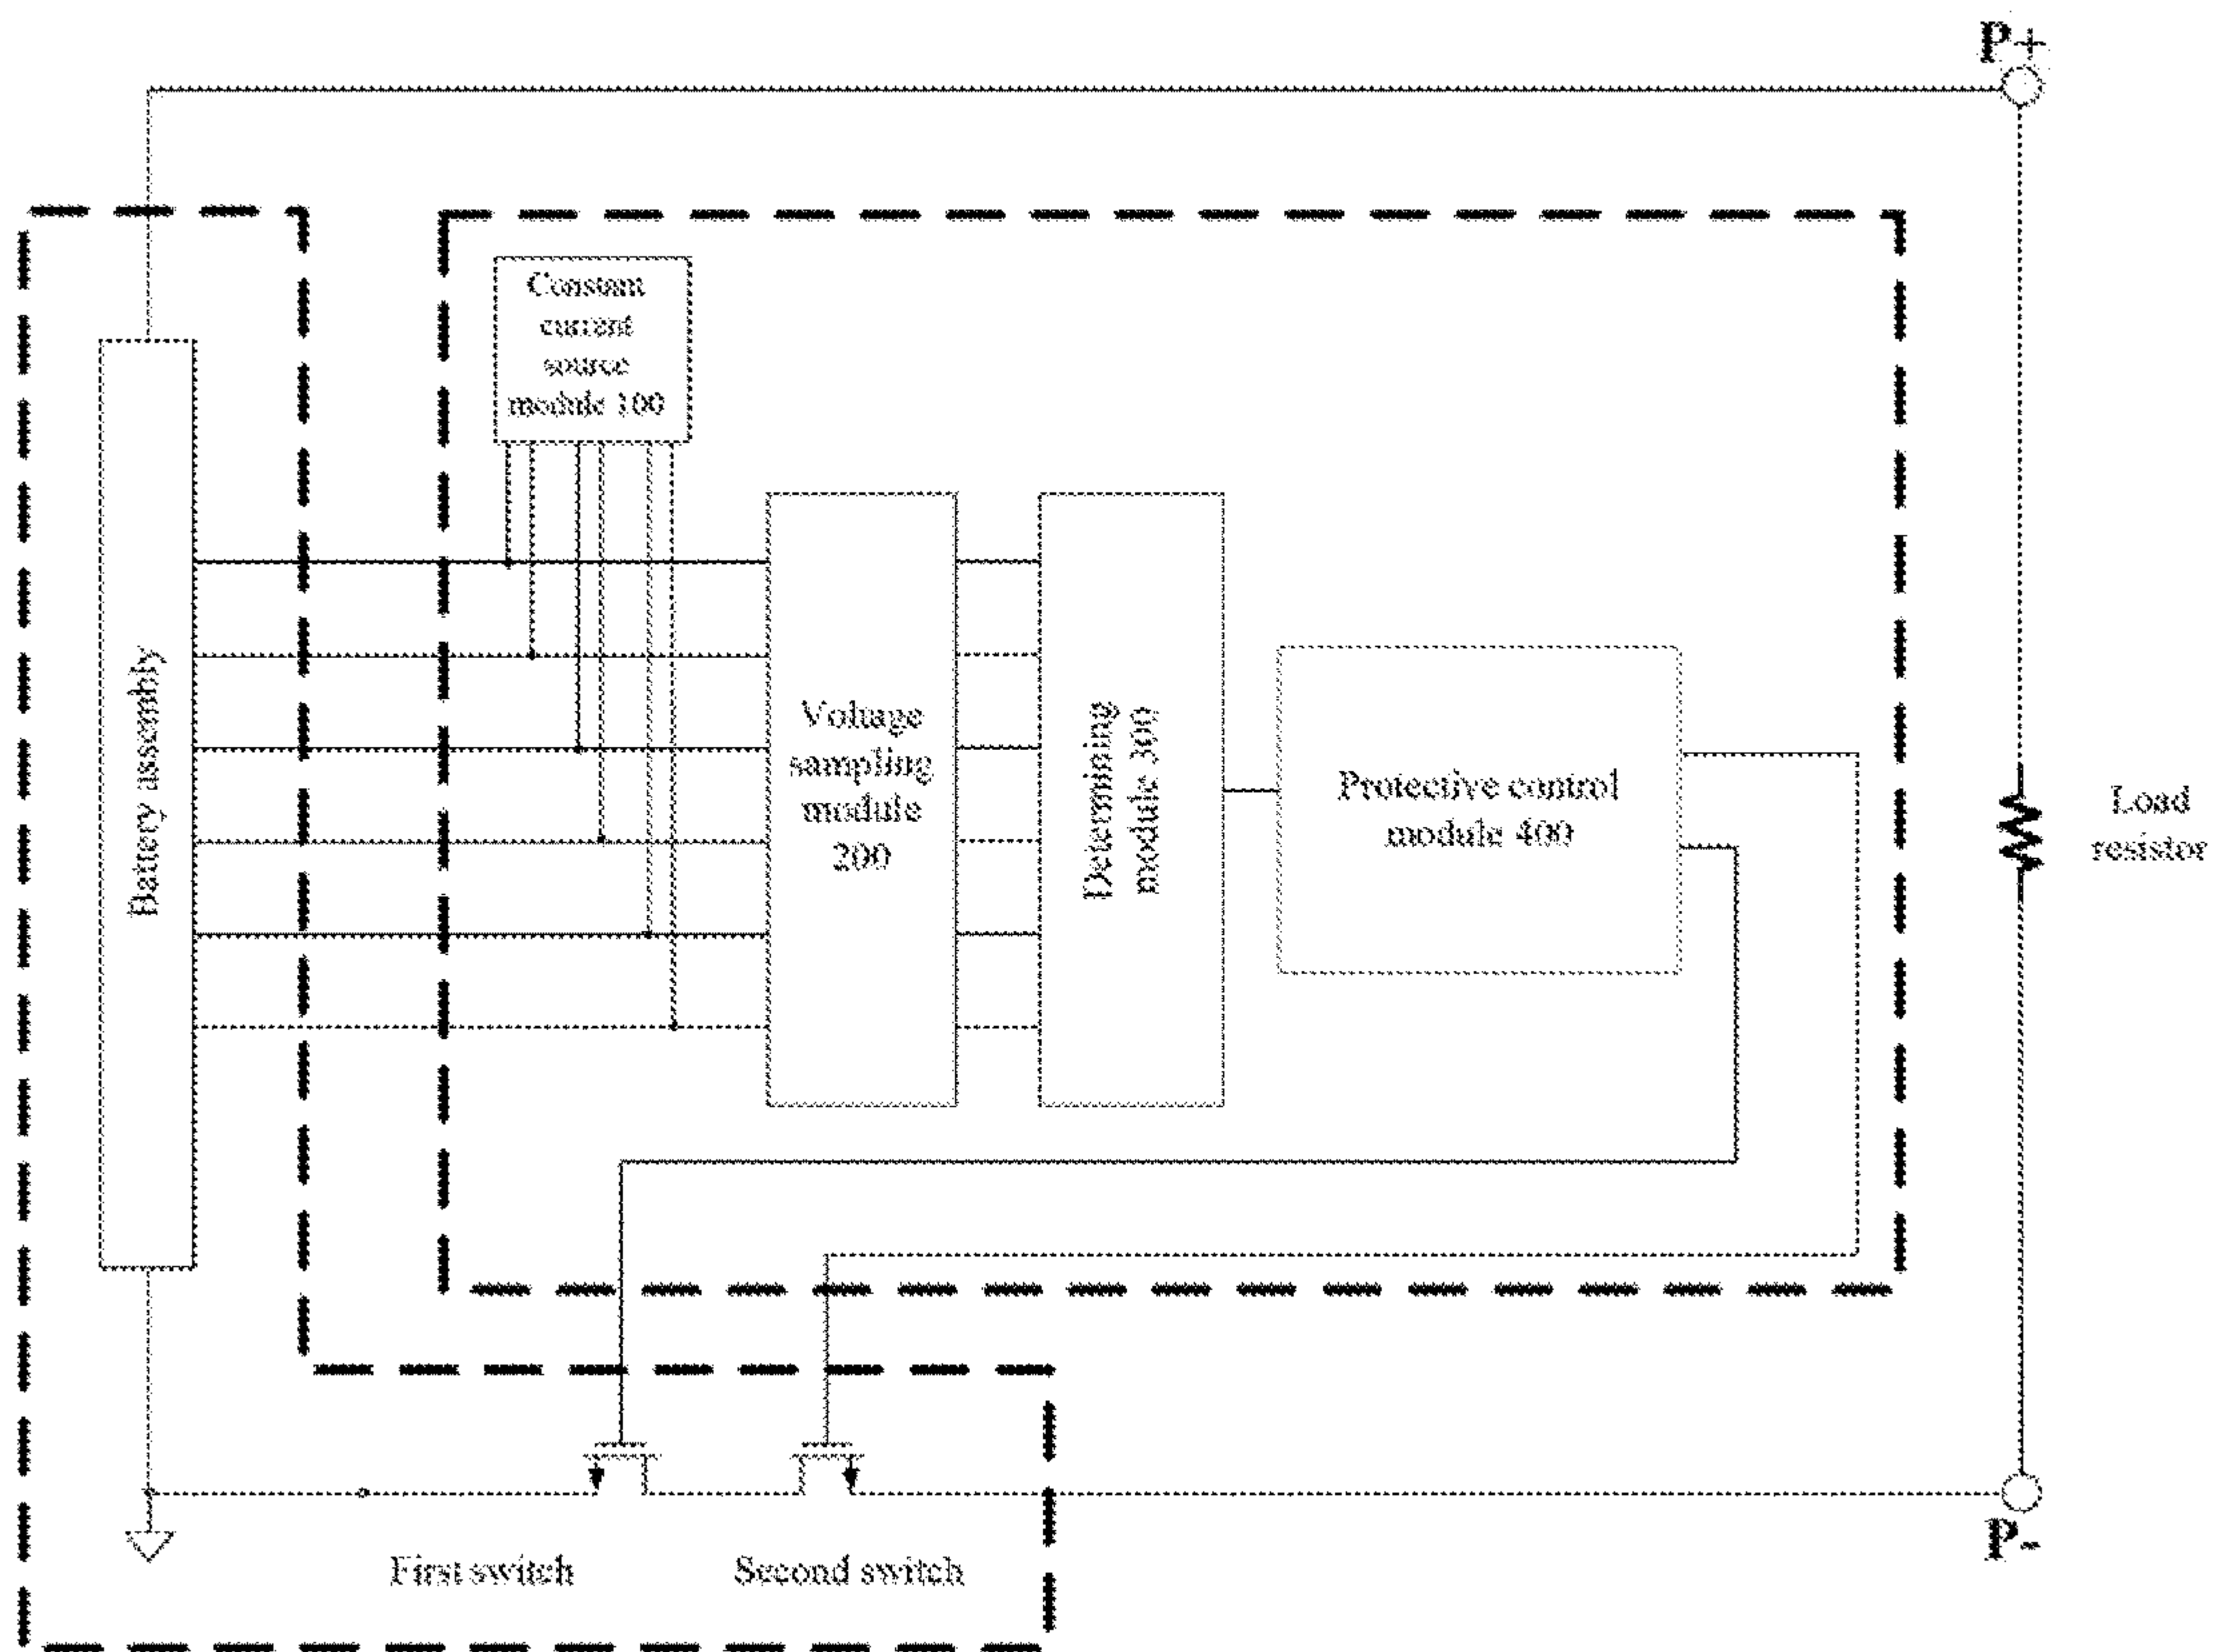 P+
Constant
current
source
module 100
Battery assembly
Voltage
sampling
module
200
Determining
module 300
Protective control
module 400
Load
resistor
P-
First switch
Second switch